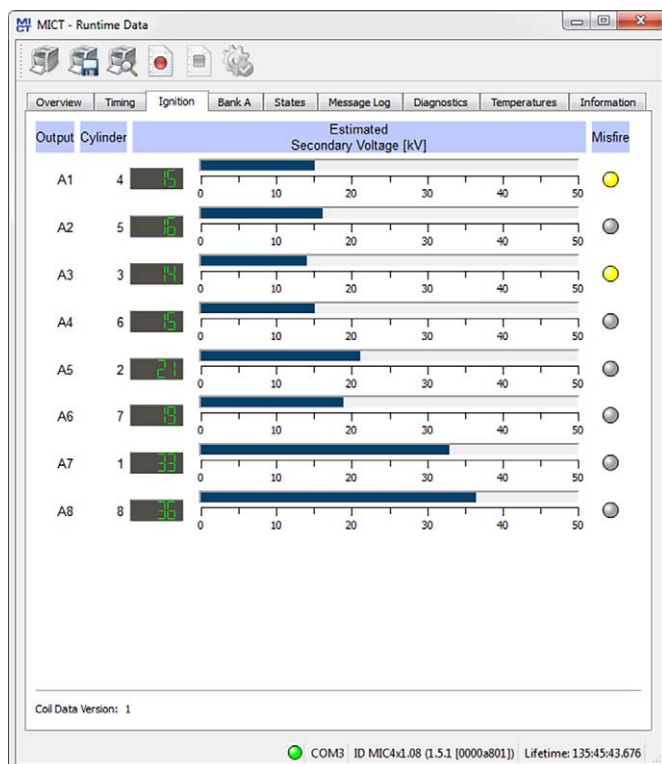 MICT - Runtime Data
Overview Timing Ignition Bank A States Message Log Diagnostics Temperatures Information
Output Cylinder Estimated Secondary Voltage [kV] Misfire
A1 4 15
0 10 20 30 40 50
A2 5 16
0 10 20 30 40 50
A3 3 14
0 10 20 30 40 50
A4 6 15
0 10 20 30 40 50
A5 2 21
0 10 20 30 40 50
A6 7 19
0 10 20 30 40 50
A7 1 33
0 10 20 30 40 50
A8 8 36
0 10 20 30 40 50
Coil Data Version: 1
COM3 ID MIC4x1.08 (1.5.1 [0000a801]) Lifetime: 135:45:43.676